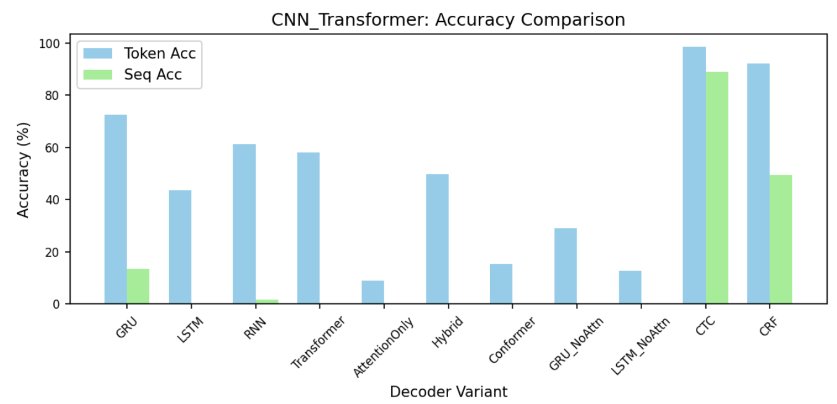 CNN_Transformer: Accuracy Comparison
Token Acc
Seq Acc
Accuracy (%)
100
80
60
40
20
0
GRU
LSTM
RNN
Transformer
AttentionOnly
Hybrid
Conformer
GRU_NoAttn
LSTM_NoAttn
CTC
CRF
Decoder Variant